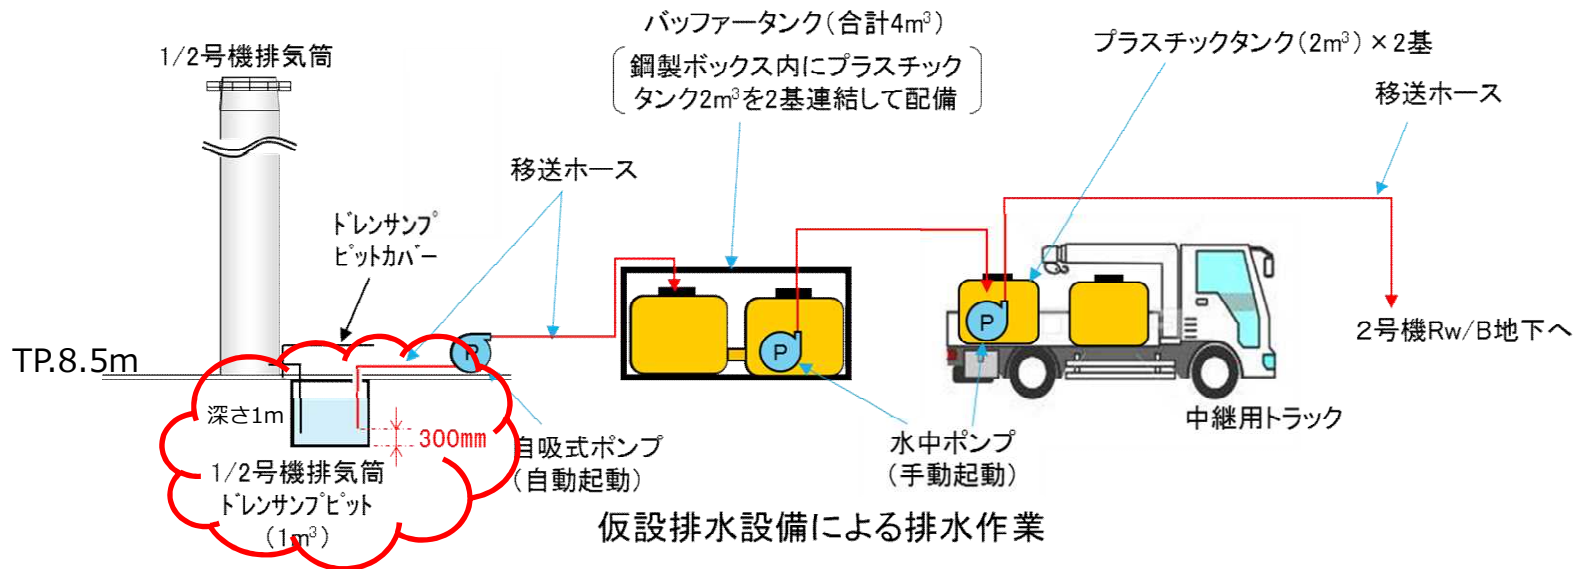 バッファータンク(合計4m³)
鋼製ボックス内にプラスチック
タンク2m³を2基連結して配備
プラスチックタンク(2m³)×2基
1/2号機排気筒
移送ホース
移送ホース
ドレンサンプ
ピットカバー
P
P
P
TP.8.5m
2号機Rw/B地下へ
深さ1m
300mm
中継用トラック
自吸式ポンプ
(自動起動)
水中ポンプ
(手動起動)
1/2号機排気筒
ドレンサンプピット
(1m³)
仮設排水設備による排水作業